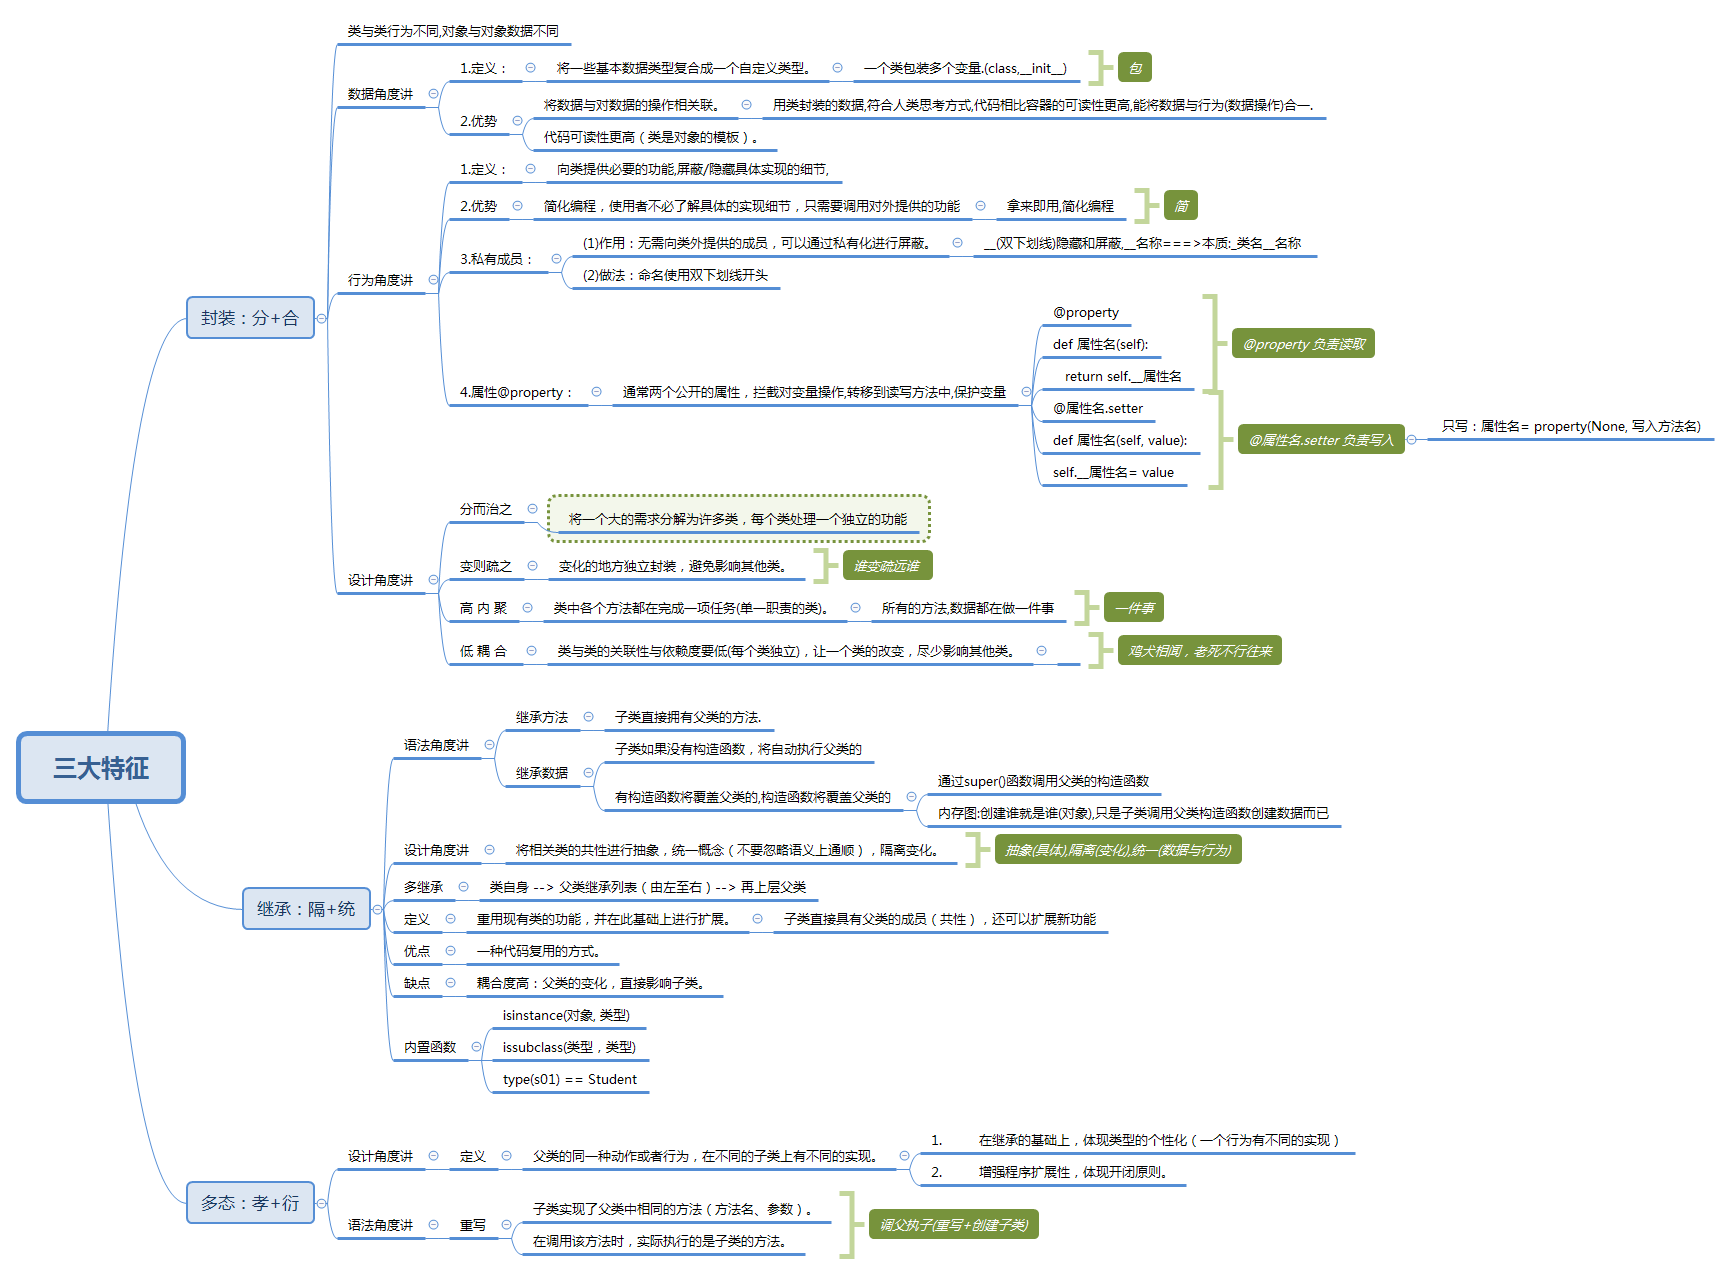 三大特征
封装：分+合
类与类行为不同,对象与对象数据不同
数据角度讲
1.定义：
将一些基本数据类型复合成一个自定义类型。
一个类包装多个变量.(class,__init__)
包
2.优势
将数据与对数据的操作相关联。
用类封装的数据,符合人类思考方式,代码相比容器的可读性更高,能将数据与行为(数据操作)合一.
代码可读性更高（类是对象的模板）。
行为角度讲
1.定义：
向类提供必要的功能,屏蔽/隐藏具体实现的细节,
2.优势
简化编程，使用者不必了解具体的实现细节，只需要调用对外提供的功能
拿来即用,简化编程
简
3.私有成员：
(1)作用：无需向类外提供的成员，可以通过私有化进行屏蔽。
__(双下划线)隐藏和屏蔽,__名称===>本质:_类名__名称
(2)做法：命名使用双下划线开头
4.属性@property：
通常两个公开的属性，拦截对变量操作,转移到读写方法中,保护变量
@property
def 属性名(self):
return self.__属性名
@property 负责读取
@属性名.setter
def 属性名(self, value):
self.__属性名= value
@属性名.setter 负责写入
只写：属性名= property(None, 写入方法名)
设计角度讲
分而治之
将一个大的需求分解为许多类，每个类处理一个独立的功能
变则疏之
变化的地方独立封装，避免影响其他类。
谁变疏远谁
高 内 聚
类中各个方法都在完成一项任务(单一职责的类)。
所有的方法,数据都在做一件事
一件事
低 耦 合
类与类的关联性与依赖度要低(每个类独立)，让一个类的改变，尽少影响其他类。
鸡犬相闻，老死不行往来
继承：隔+统
语法角度讲
继承方法
子类直接拥有父类的方法.
继承数据
子类如果没有构造函数，将自动执行父类的
有构造函数将覆盖父类的,构造函数将覆盖父类的
通过super()函数调用父类的构造函数
内存图:创建谁就是谁(对象),只是子类调用父类构造函数创建数据而已
设计角度讲
将相关类的共性进行抽象，统一概念（不要忽略语义上通顺），隔离变化。
抽象(具体),隔离(变化),统一(数据与行为)
多继承
类自身 --> 父类继承列表（由左至右）--> 再上层父类
定义
重用现有类的功能，并在此基础上进行扩展。
子类直接具有父类的成员（共性），还可以扩展新功能
优点
一种代码复用的方式。
缺点
耦合度高：父类的变化，直接影响子类。
内置函数
isinstance(对象, 类型)
issubclass(类型，类型)
type(s01) == Student
多态：孝+衍
设计角度讲
定义
父类的同一种动作或者行为，在不同的子类上有不同的实现。
1. 在继承的基础上，体现类型的个性化（一个行为有不同的实现）
2. 增强程序扩展性，体现开闭原则。
语法角度讲
重写
子类实现了父类中相同的方法（方法名、参数）。
在调用该方法时，实际执行的是子类的方法。
调父执子(重写+创建子类)